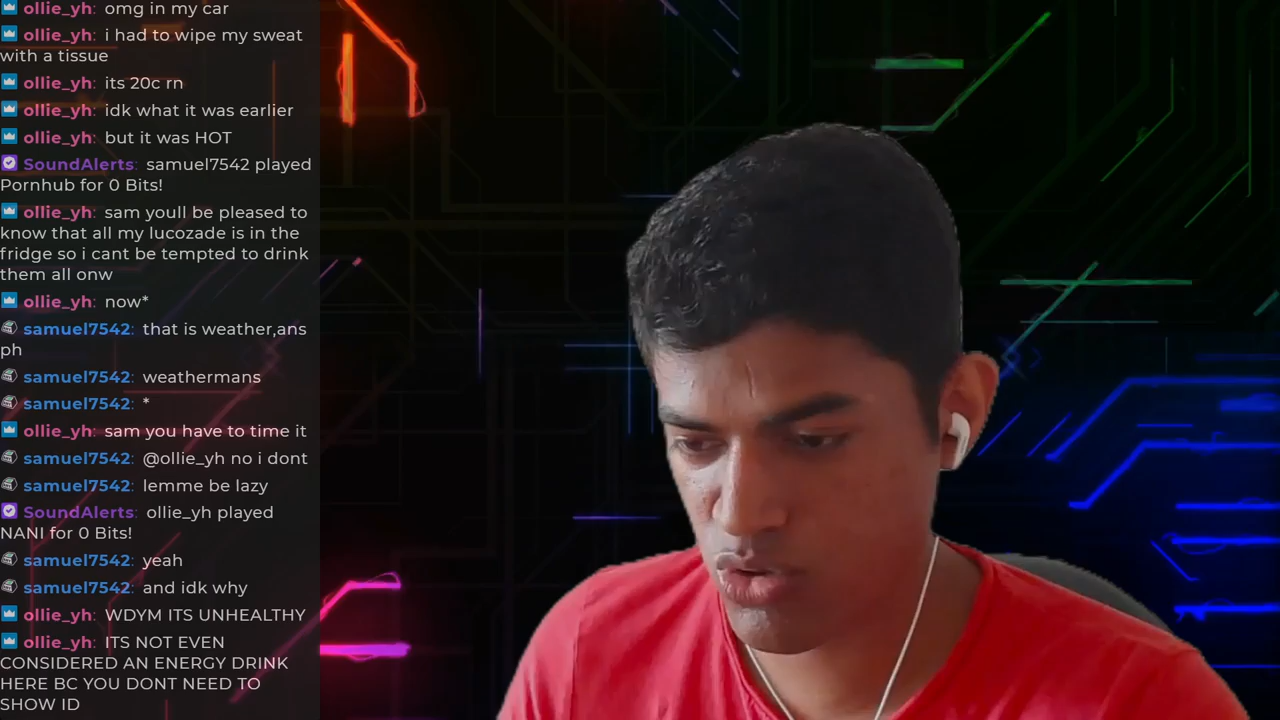 ollie_yh: omg in my car
ollie_yh: i had to wipe my sweat
with a tissue
ollie_yh: its 20c rn
ollie_yh: idk what it was earlier
ollie_yh: but it was HOT
SoundAlerts: samuel7542 played
Pornhub for 0 Bits!
ollie_yh: sam youll be pleased to
know that all my lucozade is in the
fridge so i cant be tempted to drink
them all onw
ollie_yh: now*
samuel7542: that is weather,ans
ph
samuel7542: weathermans
samuel7542: *
ollie_yh: sam you have to time it
samuel7542: @ollie_yh no i dont
samuel7542: lemme be lazy
SoundAlerts: ollie_yh played
NANI for 0 Bits!
samuel7542: yeah
samuel7542: and idk why
ollie_yh: WDYM ITS UNHEALTHY
ollie_yh: ITS NOT EVEN
CONSIDERED AN ENERGY DRINK
HERE BC YOU DONT NEED TO
SHOW ID